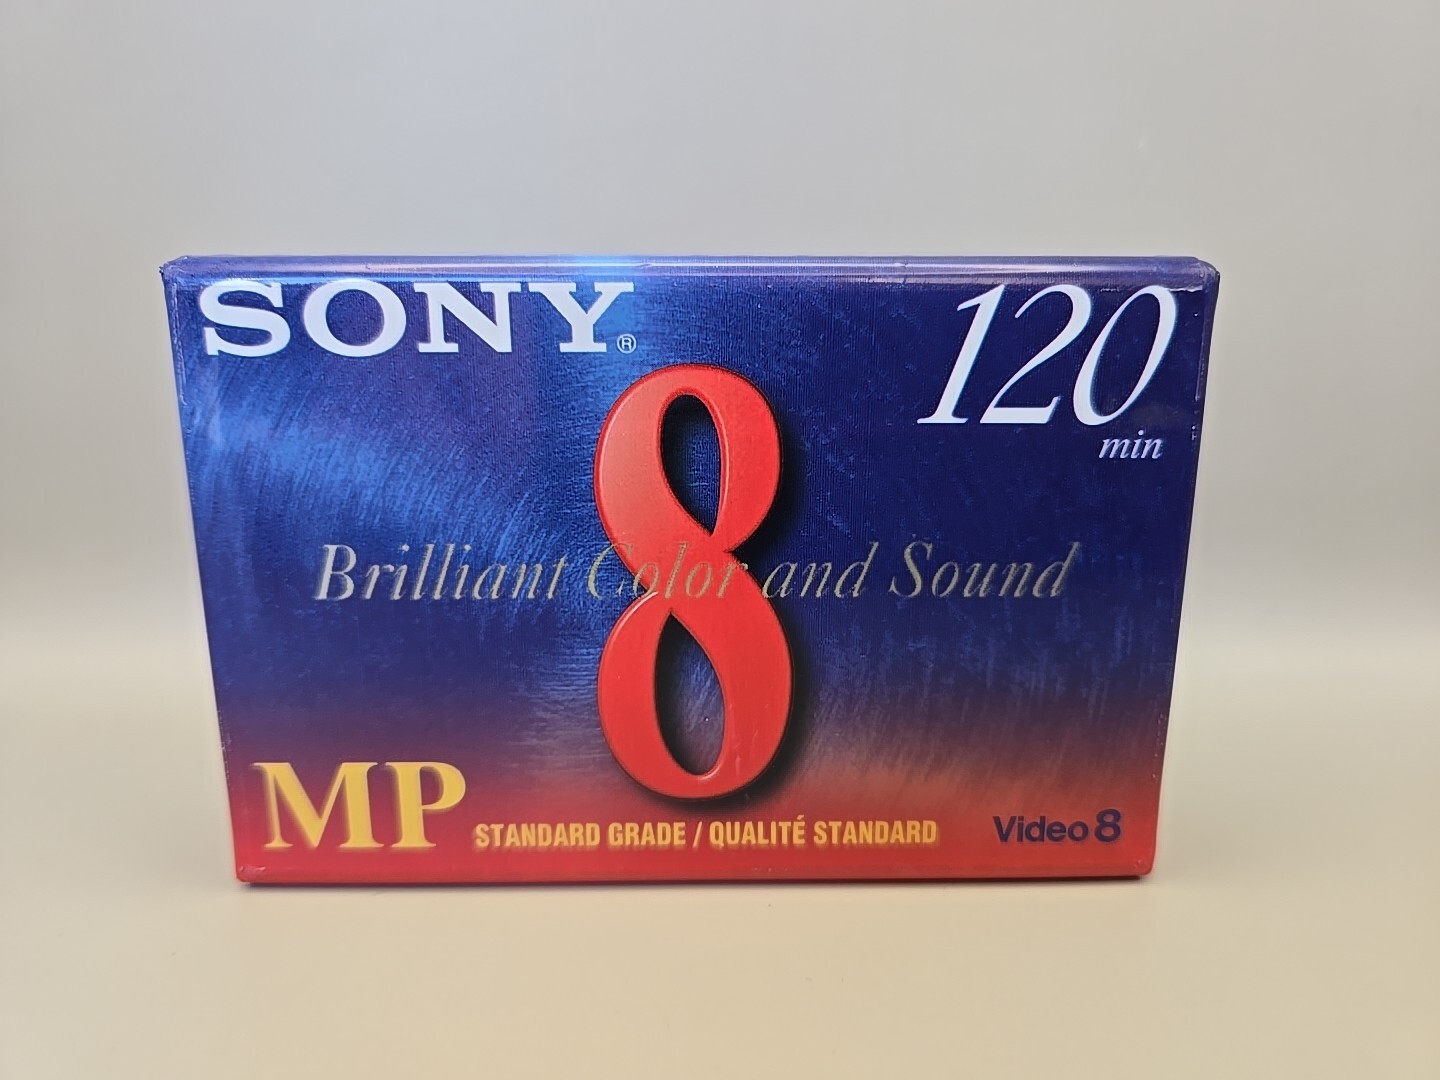 SONY®
120
min
8
Brilliant Color and Sound
MP
STANDARD GRADE / QUALITÉ STANDARD
Video 8